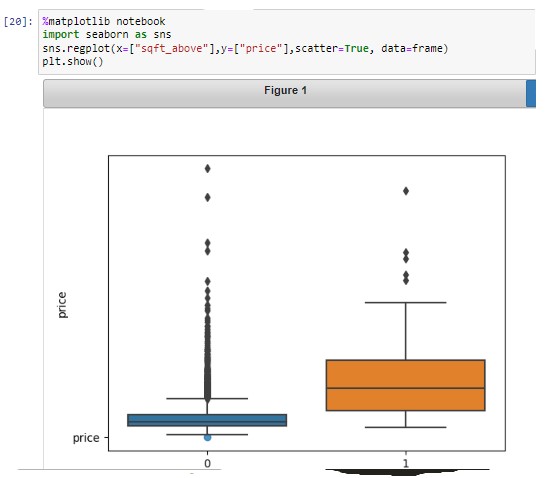 [20]: %matplotlib notebook
import seaborn as sns
sns.regplot(x=["sqft_above"],y=["price"],scatter=True, data=frame)
plt.show()
Figure 1
price
price
0 1